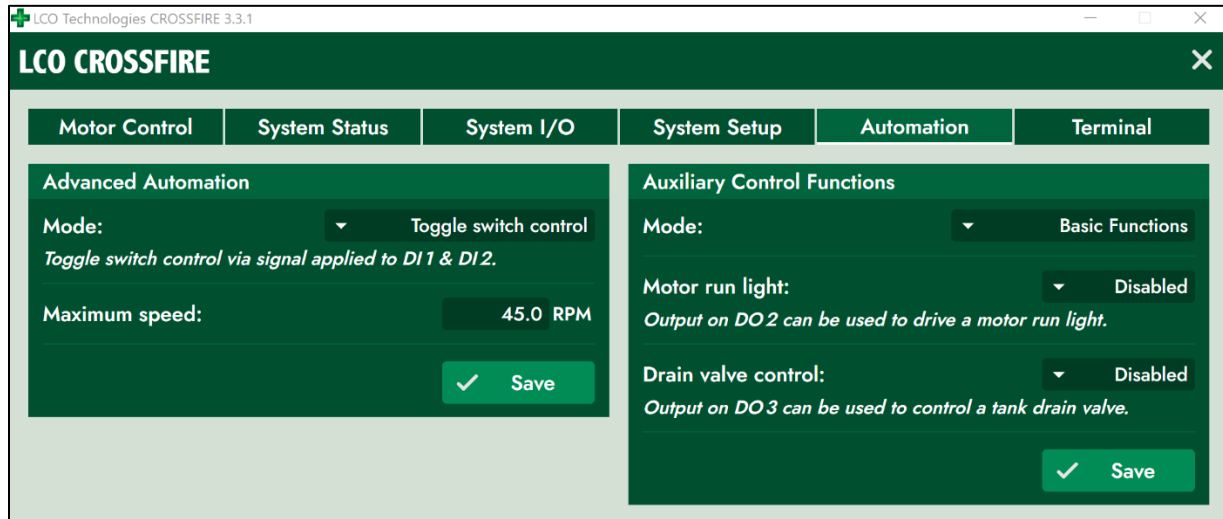 LCO Technologies CROSSFIRE 3.3.1
LCO CROSSFIRE
Motor Control
System Status
System I/O
System Setup
Automation
Terminal
Advanced Automation
Mode: Toggle switch control
Toggle switch control via signal applied to DI 1 & DI 2.
Maximum speed: 45.0 RPM
Save
Auxiliary Control Functions
Mode: Basic Functions
Motor run light: Disabled
Output on DO 2 can be used to drive a motor run light.
Drain valve control: Disabled
Output on DO 3 can be used to control a tank drain valve.
Save